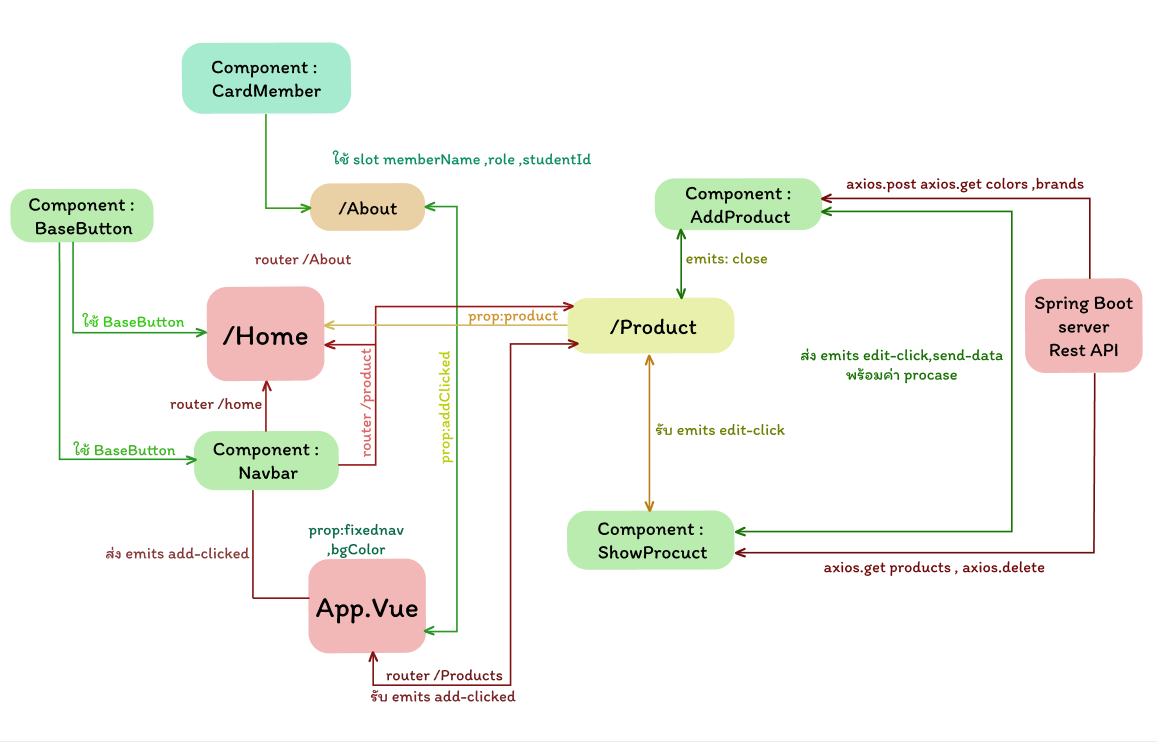 Component :
CardMember
ใช้ slot memberName ,role ,studentId
Component :
AddProduct
axios.post axios.get colors ,brands
Component :
BaseButton
/About
router /About
emits: close
ใช้ BaseButton
/Home
prop:product
/Product
Spring Boot
server
Rest API
router /product
prop:addClicked
ส่ง emits edit-click,send-data
พร้อมค่า procase
router /home
รับ emits edit-click
ใช้ BaseButton
Component :
Navbar
ส่ง emits add-clicked
prop:fixednav
,bgColor
Component :
ShowProcuct
axios.get products , axios.delete
App.Vue
router /Products
รับ emits add-clicked